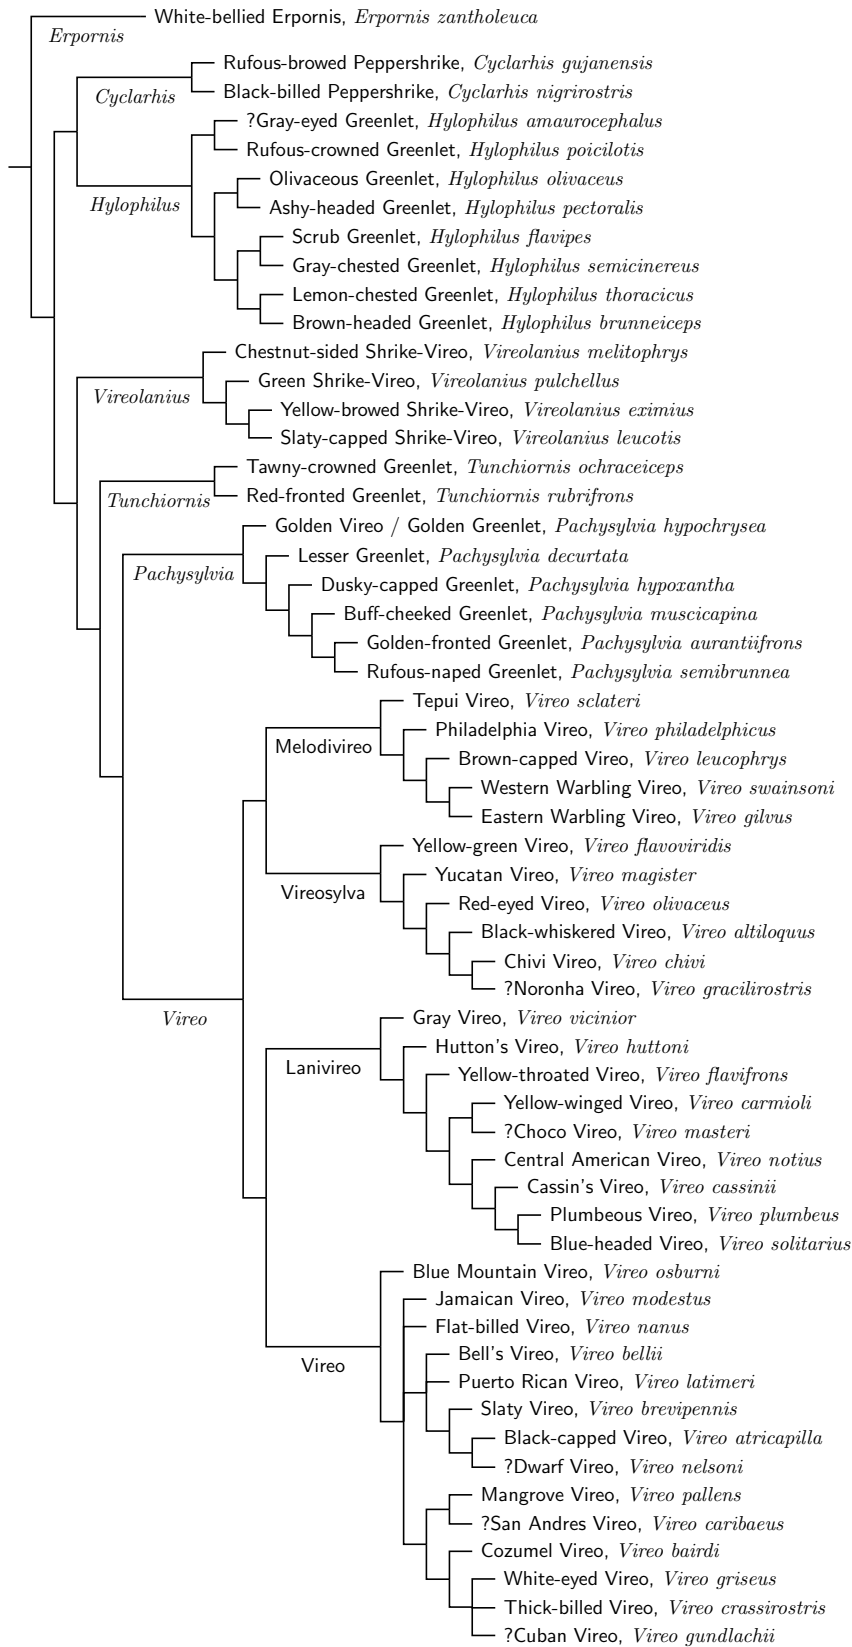 White-bellied Erpornis, Erpornis zantholeuca
Erpornis
Rufous-browed Peppershrike, Cyclarhis gujanensis
Cyclarhis
Black-billed Peppershrike, Cyclarhis nigrirostris
?Gray-eyed Greenlet, Hylophilus amaurocephalus
Rufous-crowned Greenlet, Hylophilus poicilotis
Olivaceous Greenlet, Hylophilus olivaceus
Hylophilus
Ashy-headed Greenlet, Hylophilus pectoralis
Scrub Greenlet, Hylophilus flavipes
Gray-chested Greenlet, Hylophilus semicinereus
Lemon-chested Greenlet, Hylophilus thoracicus
Brown-headed Greenlet, Hylophilus brunneiceps
Chestnut-sided Shrike-Vireo, Vireolanius melitophrys
Green Shrike-Vireo, Vireolanius pulchellus
Vireolanius
Yellow-browed Shrike-Vireo, Vireolanius eximius
Slaty-capped Shrike-Vireo, Vireolanius leucotis
Tawny-crowned Greenlet, Tunchiornis ochraceiceps
Tunchiornis
Red-fronted Greenlet, Tunchiornis rubrifrons
Golden Vireo / Golden Greenlet, Pachysylvia hypochrysea
Lesser Greenlet, Pachysylvia decurtata
Pachysylvia
Dusky-capped Greenlet, Pachysylvia hypoxantha
Buff-cheeked Greenlet, Pachysylvia muscicapina
Golden-fronted Greenlet, Pachysylvia aurantiifrons
Rufous-naped Greenlet, Pachysylvia semibrunnea
Tepui Vireo, Vireo sclateri
Philadelphia Vireo, Vireo philadelphicus
Melodivireo
Brown-capped Vireo, Vireo leucophrys
Western Warbling Vireo, Vireo swainsoni
Eastern Warbling Vireo, Vireo gilvus
Yellow-green Vireo, Vireo flavoviridis
Yucatan Vireo, Vireo magister
Vireosylva
Red-eyed Vireo, Vireo olivaceus
Black-whiskered Vireo, Vireo altiloquus
Chivi Vireo, Vireo chivi
?Noronha Vireo, Vireo gracilirostris
Vireo
Gray Vireo, Vireo vicinior
Hutton's Vireo, Vireo huttoni
Lanivireo
Yellow-throated Vireo, Vireo flavifrons
Yellow-winged Vireo, Vireo carmioli
?Choco Vireo, Vireo masteri
Central American Vireo, Vireo notius
Cassin's Vireo, Vireo cassinii
Plumbeous Vireo, Vireo plumbeus
Blue-headed Vireo, Vireo solitarius
Blue Mountain Vireo, Vireo osburni
Jamaican Vireo, Vireo modestus
Flat-billed Vireo, Vireo nanus
Bell's Vireo, Vireo bellii
Vireo
Puerto Rican Vireo, Vireo latimeri
Slaty Vireo, Vireo brevipennis
Black-capped Vireo, Vireo atricapilla
?Dwarf Vireo, Vireo nelsoni
Mangrove Vireo, Vireo pallens
?San Andres Vireo, Vireo caribaeus
Cozumel Vireo, Vireo bairdi
White-eyed Vireo, Vireo griseus
Thick-billed Vireo, Vireo crassirostris
?Cuban Vireo, Vireo gundlachii